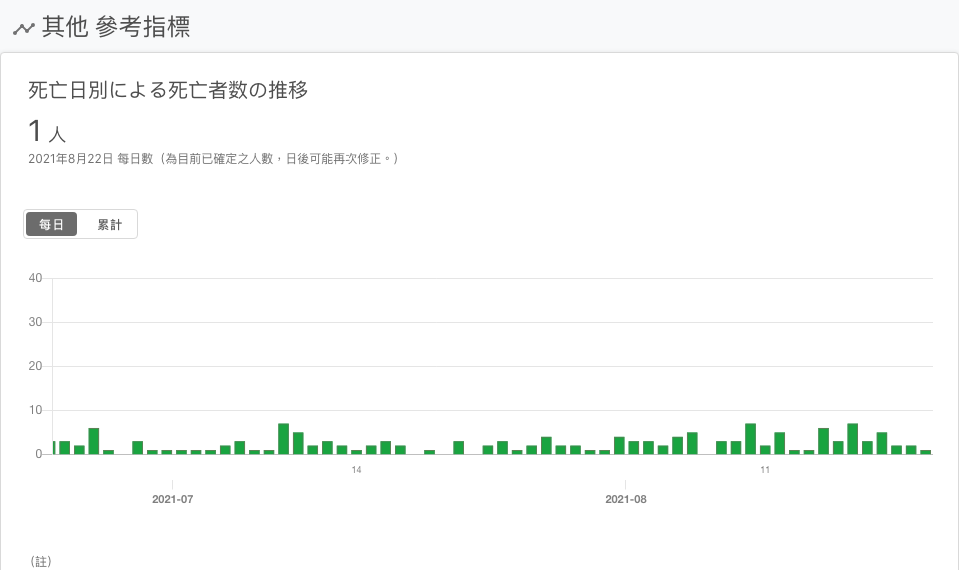 其他 參考指標
死亡日別による死亡者数の推移
1 人
2021年8月22日 每日數（為目前已確定之人數，日後可能再次修正。）
每日 累計
40
30
20
10
0
14 11
2021-07 2021-08
（註）